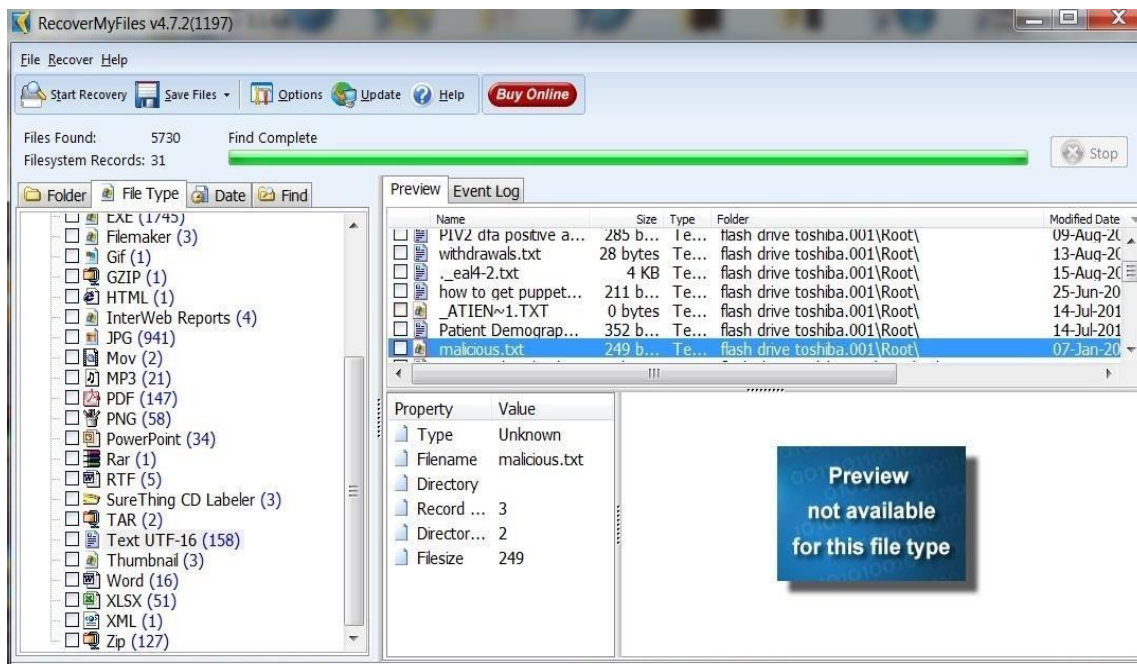 RecoverMyFiles v4.7.2(1197)
File Recover Help
Start Recovery Save Files Options Update Help Buy Online
Files Found: 5730 Find Complete
Filesystem Records: 31
Stop
Folder File Type Date Find
EXE (1745)
Filemaker (3)
Gif (1)
GZIP (1)
HTML (1)
InterWeb Reports (4)
JPG (941)
Mov (2)
MP3 (21)
PDF (147)
PNG (58)
PowerPoint (34)
Rar (1)
RTF (5)
SureThing CD Labeler (3)
TAR (2)
Text UTF-16 (158)
Thumbnail (3)
Word (16)
XLSX (51)
XML (1)
Zip (127)
Preview Event Log
Name Size Type Folder Modified Date
PIV2 dfa positive a... 285 b... Te... flash drive toshiba.001\Root\ 09-Aug-20
withdrawals.txt 28 bytes Te... flash drive toshiba.001\Root\ 13-Aug-20
._eal4-2.txt 4 KB Te... flash drive toshiba.001\Root\ 15-Aug-20
how to get puppet... 211 b... Te... flash drive toshiba.001\Root\ 25-Jun-20
_ATIEN~1.TXT 0 bytes Te... flash drive toshiba.001\Root\ 14-Jul-201
Patient Demograp... 352 b... Te... flash drive toshiba.001\Root\ 14-Jul-201
malicious.txt 249 b... Te... flash drive toshiba.001\Root\ 07-Jan-20
Property Value
Type Unknown
Filename malicious.txt
Directory
Record ... 3
Director... 2
Filesize 249
Preview
not available
for this file type